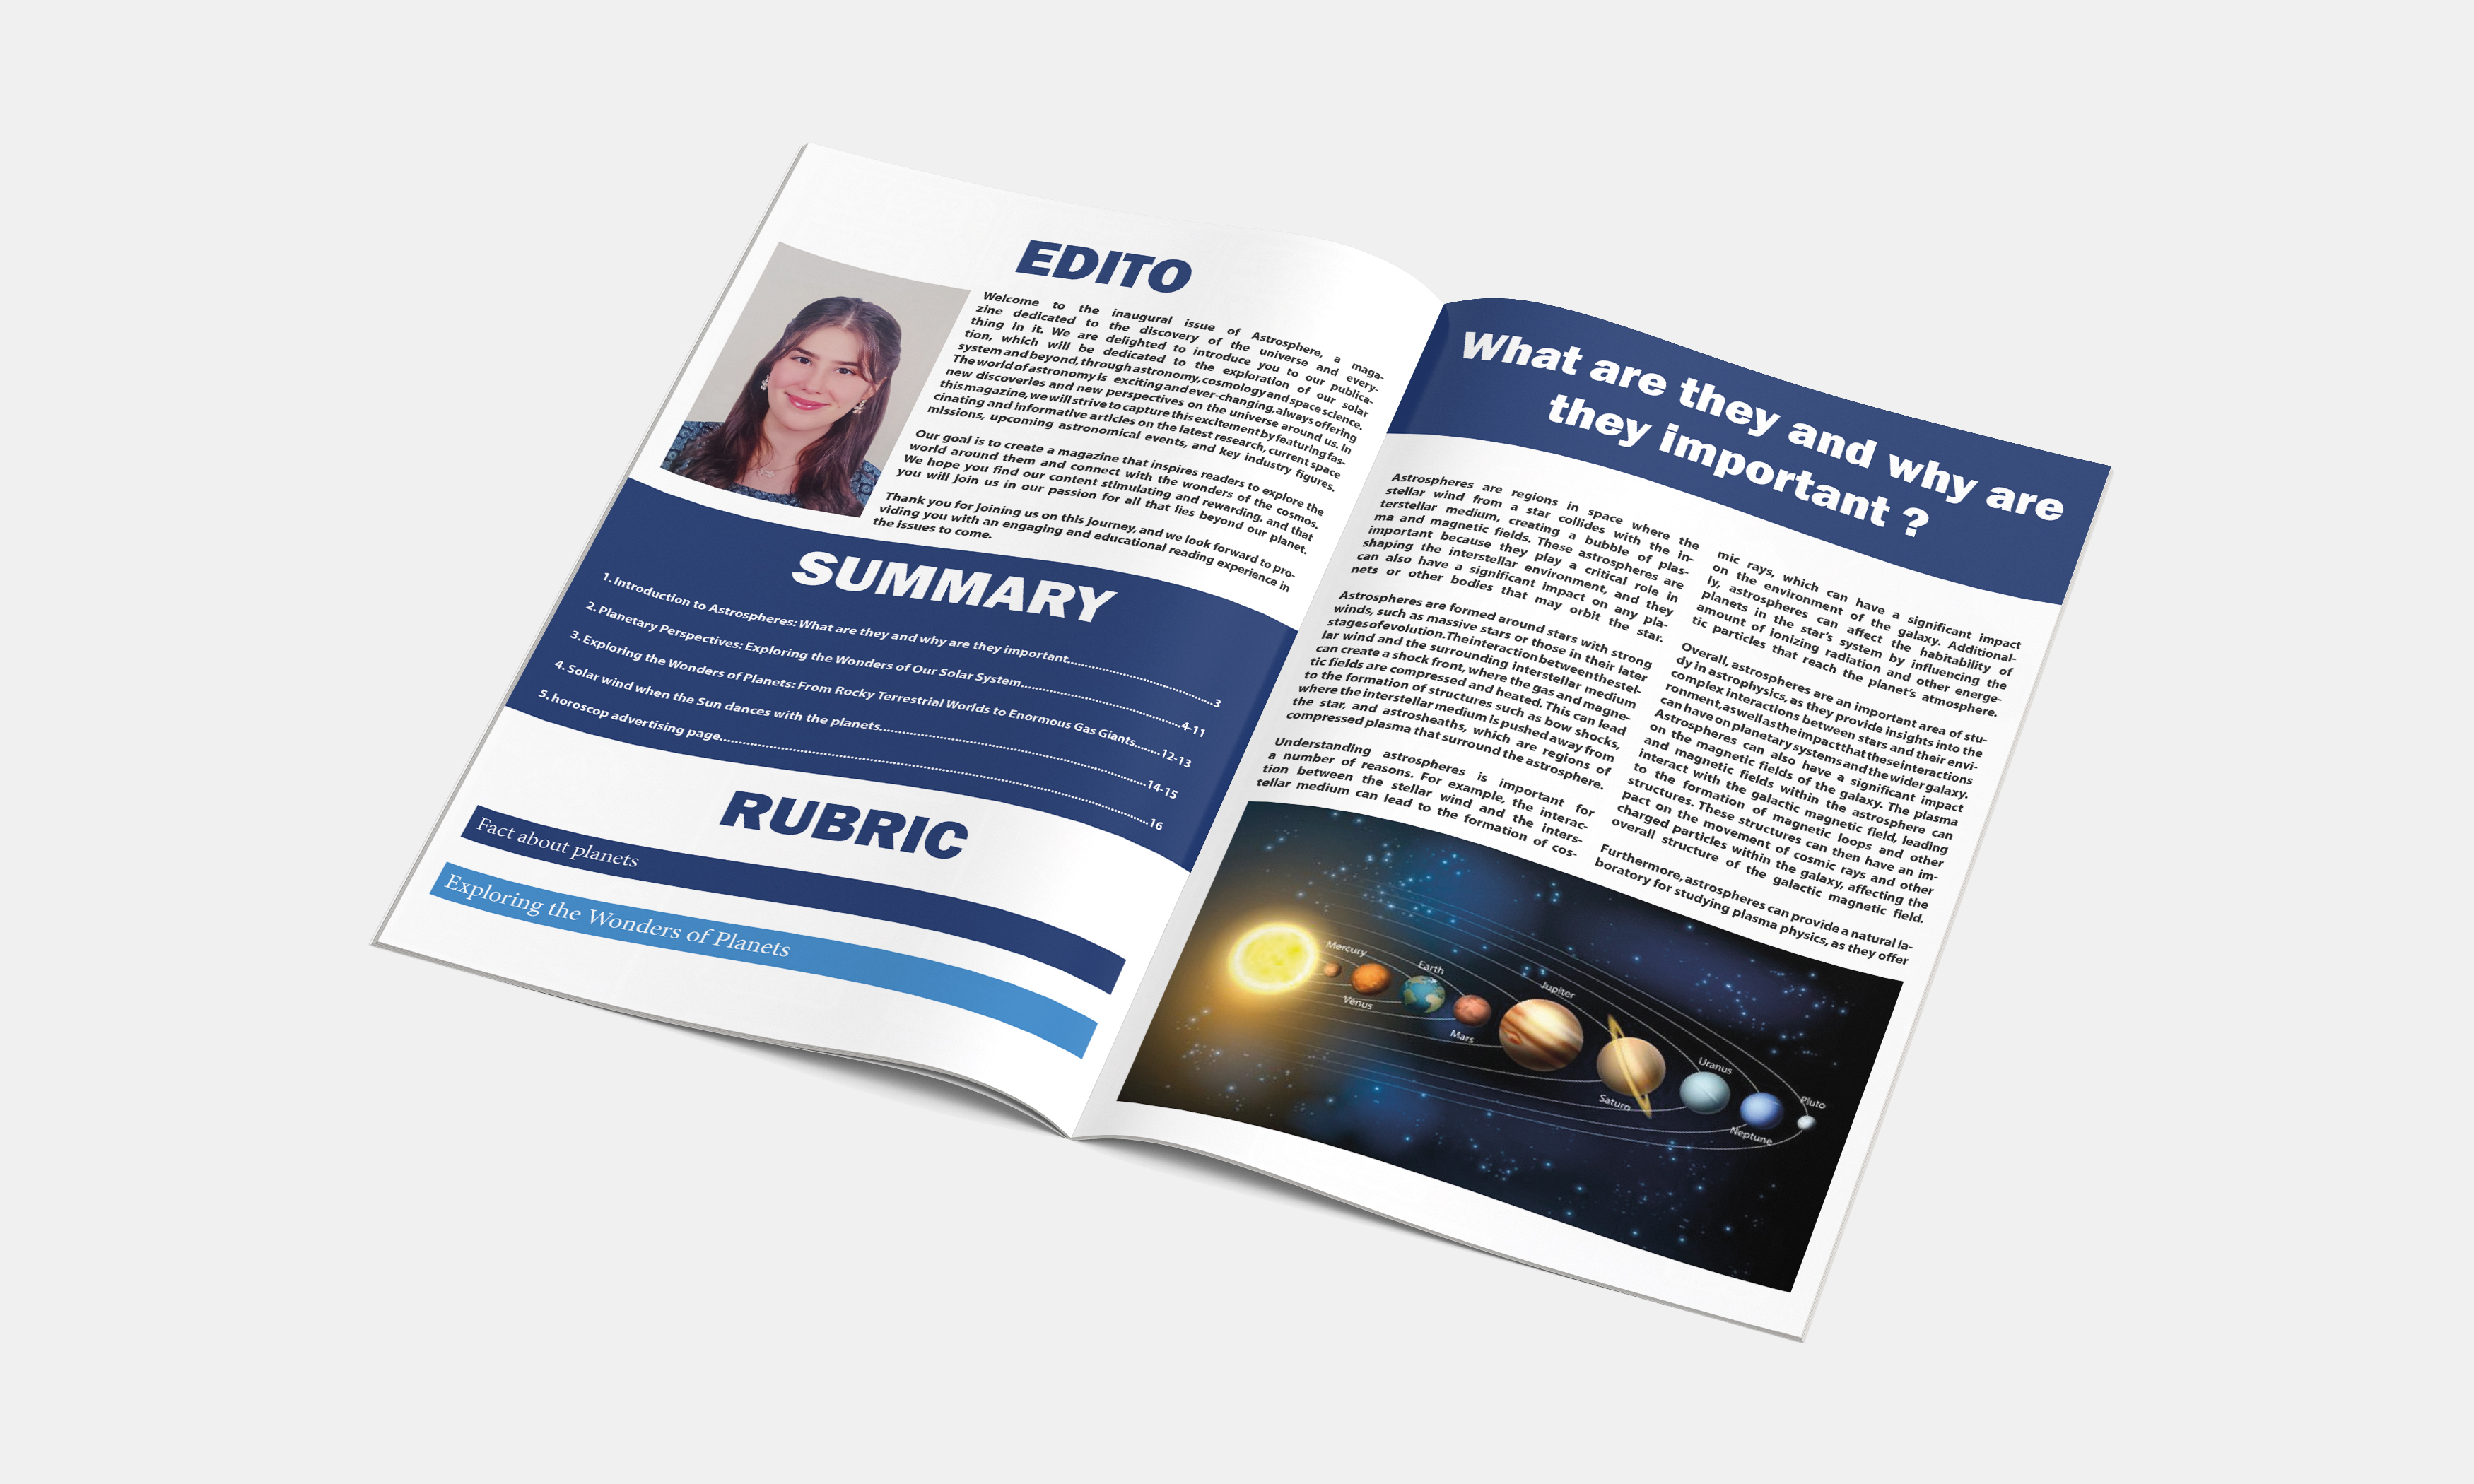 EDITO
Welcome to the inaugural issue of Astrosphere, a maga-
zine dedicated to the discovery of the universe and every-
thing in it. We are delighted to introduce you to our publica-
tion, which will be dedicated to the exploration of our solar
system and beyond, through astronomy, cosmology and space science.
The world of astronomy is exciting and ever-changing, always offering
new discoveries and new perspectives on the universe around us. In
this magazine, we will strive to capture this excitement by featuring fas-
cinating and informative articles on the latest research, current space
missions, upcoming astronomical events, and key industry figures.
Our goal is to create a magazine that inspires readers to explore the
world around them and connect with the wonders of the cosmos.
We hope you find our content stimulating and rewarding, and that
you will join us in our passion for all that lies beyond our planet.
Thank you for joining us on this journey, and we look forward to pro-
viding you with an engaging and educational reading experience in
the issues to come.
SUMMARY
1. Introduction to Astrospheres: What are they and why are they important.......................................3
2. Planetary Perspectives: Exploring the Wonders of Our Solar System...........................................4-11
3. Exploring the Wonders of Planets: From Rocky Terrestrial Worlds to Enormous Gas Giants.......12-13
4. Solar wind when the Sun dances with the planets.......................................................................14-15
5. horoscop advertising page.....................................................................................................................16
RUBRIC
Fact about planets
Exploring the Wonders of Planets
What are they and why are
they important ?
Astrospheres are regions in space where the
stellar wind from a star collides with the in-
terstellar medium, creating a bubble of plas-
ma and magnetic fields. These astrospheres are
important because they play a critical role in
shaping the interstellar environment, and they
can also have a significant impact on any pla-
nets or other bodies that may orbit the star.
Astrospheres are formed around stars with strong
winds, such as massive stars or those in their later
stages of evolution. The interaction between the stel-
lar wind and the surrounding interstellar medium
can create a shock front, where the gas and magne-
tic fields are compressed and heated. This can lead
to the formation of structures such as bow shocks,
where the interstellar medium is pushed away from
the star, and astrosheaths, which are regions of
compressed plasma that surround the astrosphere.
Understanding astrospheres is important for
a number of reasons. For example, the interac-
tion between the stellar wind and the inters-
tellar medium can lead to the formation of cos-
mic rays, which can have a significant impact
on the environment of the galaxy. Additional-
ly, astrospheres can affect the habitability of
planets in the star's system by influencing the
amount of ionizing radiation and other energe-
tic particles that reach the planet's atmosphere.
Overall, astrospheres are an important area of stu-
dy in astrophysics, as they provide insights into the
complex interactions between stars and their envi-
ronment, as well as the impact that these interactions
can have on planetary systems and the wider galaxy.
Astrospheres can also have a significant impact
on the magnetic fields of the galaxy. The plasma
and magnetic fields within the astrosphere can
interact with the galactic magnetic field, leading
to the formation of magnetic loops and other
structures. These structures can then have an im-
pact on the movement of cosmic rays and other
charged particles within the galaxy, affecting the
overall structure of the galactic magnetic field.
Furthermore, astrospheres can provide a natural la-
boratory for studying plasma physics, as they offer
Mercury
Venus
Earth
Mars
Jupiter
Saturn
Uranus
Neptune
Pluto